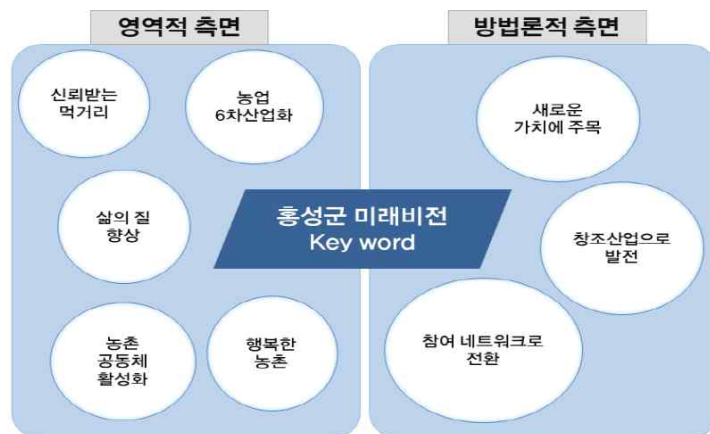 영역적 측면
방법론적 측면
신뢰받는
먹거리
농업
6차산업화
새로운
가치에 주목
삶의 질
향상
홍성군 미래비전
Key word
창조산업으로
발전
농촌
공동체
활성화
행복한
농촌
참여 네트워크로
전환